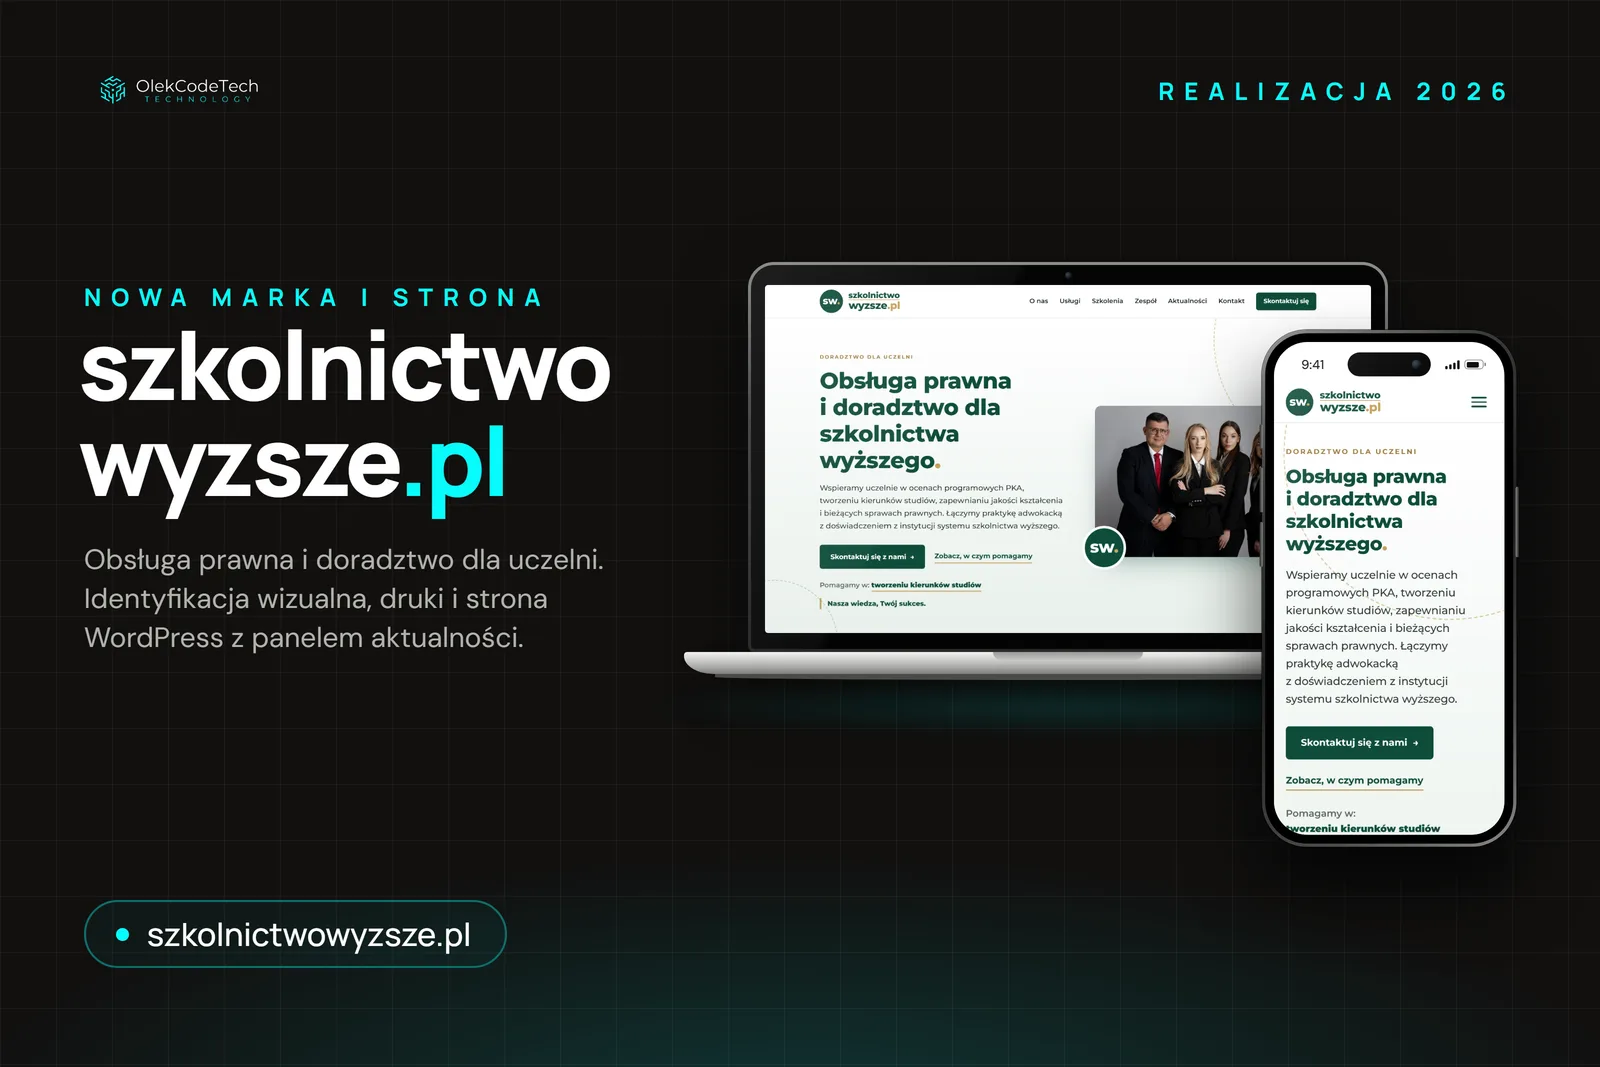 OlekCodeTech
TECHNOLOGY
REALIZACJA 2026
NOWA MARKA I STRONA
szkolnictwo
wyzsze.pl
Obsługa prawna i doradztwo dla uczelni.
Identyfikacja wizualna, druki i strona
WordPress z panelem aktualności.
szkolnictwowyzsze.pl
sw.
szkolnictwo
wyzsze.pl
O nas Usługi Szkolenia Zespół Aktualności Kontakt Skontaktuj się
DORADZTWO DLA UCZELNI
Obsługa prawna
i doradztwo dla
szkolnictwa
wyższego.
Wspieramy uczelnie w ocenach programowych PKA,
tworzeniu kierunków studiów, zapewnianiu jakości kształcenia
i bieżących sprawach prawnych. Łączymy praktykę adwokacką
z doświadczeniem z instytucji systemu szkolnictwa wyższego.
Skontaktuj się z nami → Zobacz, w czym pomagamy
Pomagamy w: tworzeniu kierunków studiów
Nasza wiedza, Twój sukces.
sw.
9:41
sw.
szkolnictwo
wyzsze.pl
DORADZTWO DLA UCZELNI
Obsługa prawna
i doradztwo dla
szkolnictwa
wyższego.
Wspieramy uczelnie w ocenach
programowych PKA, tworzeniu
kierunków studiów, zapewnianiu
jakości kształcenia i bieżących
sprawach prawnych. Łączymy
praktykę adwokacką
z doświadczeniem z instytucji
systemu szkolnictwa wyższego.
Skontaktuj się z nami →
Zobacz, w czym pomagamy
Pomagamy w:
tworzeniu kierunków studiów